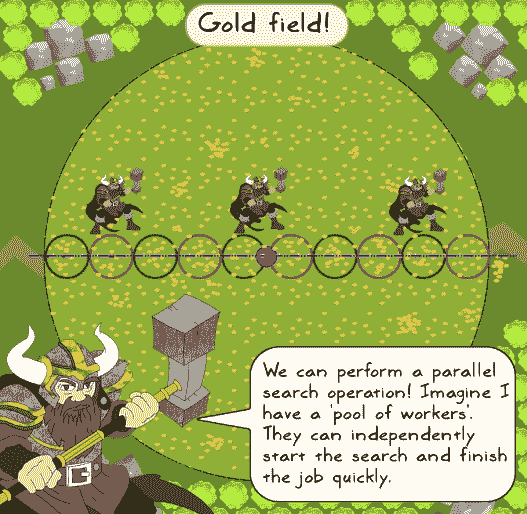 Gold field!
We can perform a parallel
search operation! Imagine I
have a 'pool of workers'.
They can independently
start the search and finish
the job quickly.
G